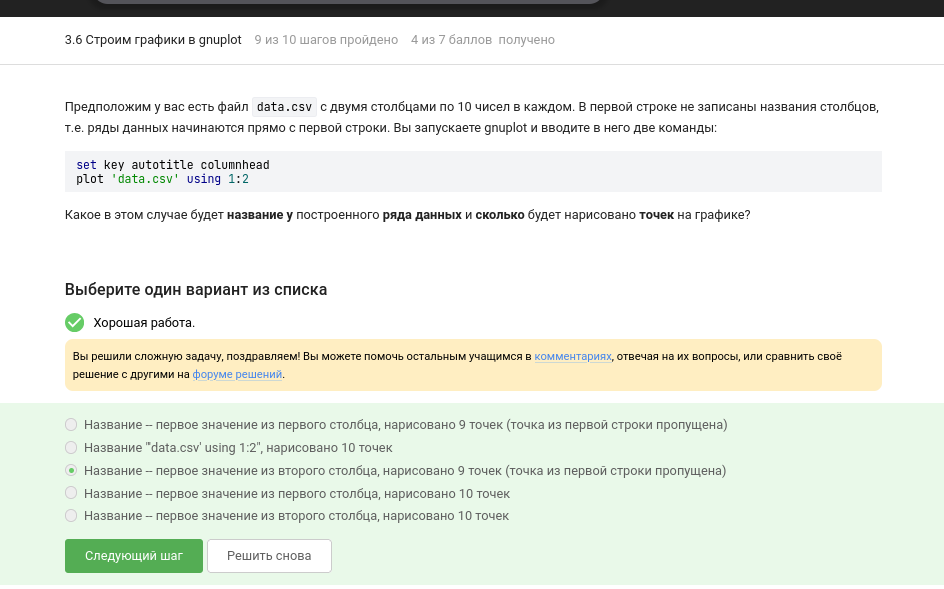 3.6 Строим графики в gnuplot 9 из 10 шагов пройдено 4 из 7 баллов получено
Предположим у вас есть файл data.csv с двумя столбцами по 10 чисел в каждом. В первой строке не записаны названия столбцов,
т.е. ряды данных начинаются прямо с первой строки. Вы запускаете gnuplot и вводите в него две команды:
set key autotitle columnhead
plot 'data.csv' using 1:2
Какое в этом случае будет название у построенного ряда данных и сколько будет нарисовано точек на графике?
Выберите один вариант из списка
Хорошая работа.
Вы решили сложную задачу, поздравляем! Вы можете помочь остальным учащимся в комментариях, отвечая на их вопросы, или сравнить своё
решение с другими на форуме решений.
Название -- первое значение из первого столбца, нарисовано 9 точек (точка из первой строки пропущена)
Название "'data.csv' using 1:2", нарисовано 10 точек
Название -- первое значение из второго столбца, нарисовано 9 точек (точка из первой строки пропущена)
Название -- первое значение из первого столбца, нарисовано 10 точек
Название -- первое значение из второго столбца, нарисовано 10 точек
Следующий шаг Решить снова